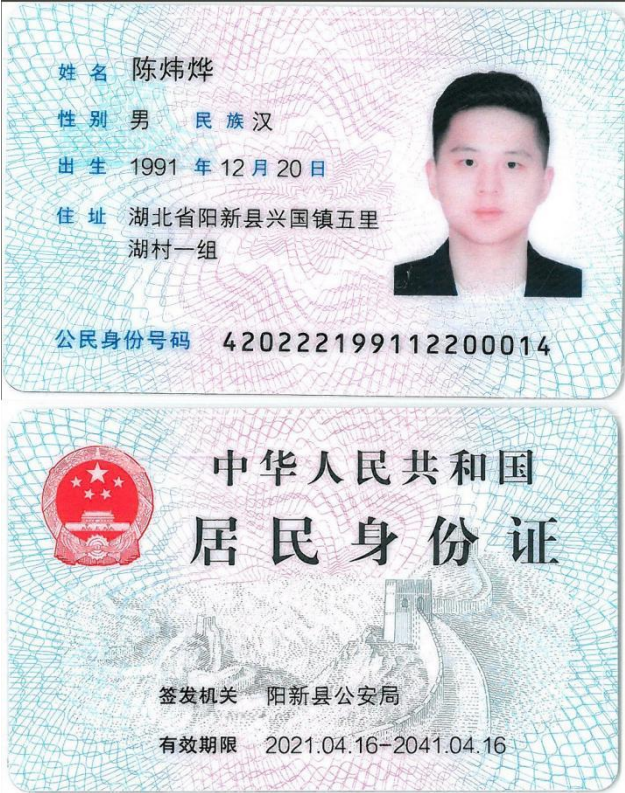 姓名 陈炜烨
性别 男 民族 汉
出生 1991 年 12 月 20 日
住址 湖北省阳新县兴国镇五里
湖村一组
公民身份号码 420222199112200014
中华人民共和国
居民身份证
签发机关 阳新县公安局
有效期限 2021.04.16-2041.04.16